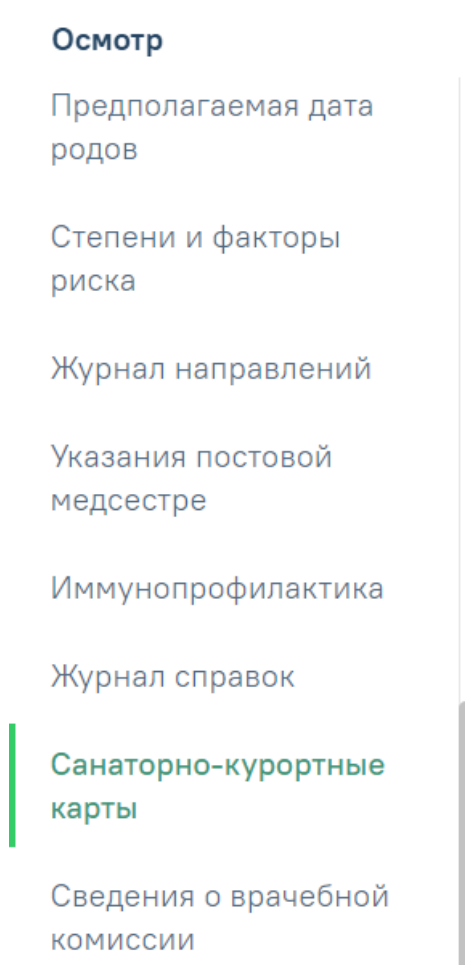 Осмотр
Предполагаемая дата
родов
Степени и факторы
риска
Журнал направлений
Указания постовой
медсестре
Иммунопрофилактика
Журнал справок
Санаторно-курортные
карты
Сведения о врачебной
комиссии